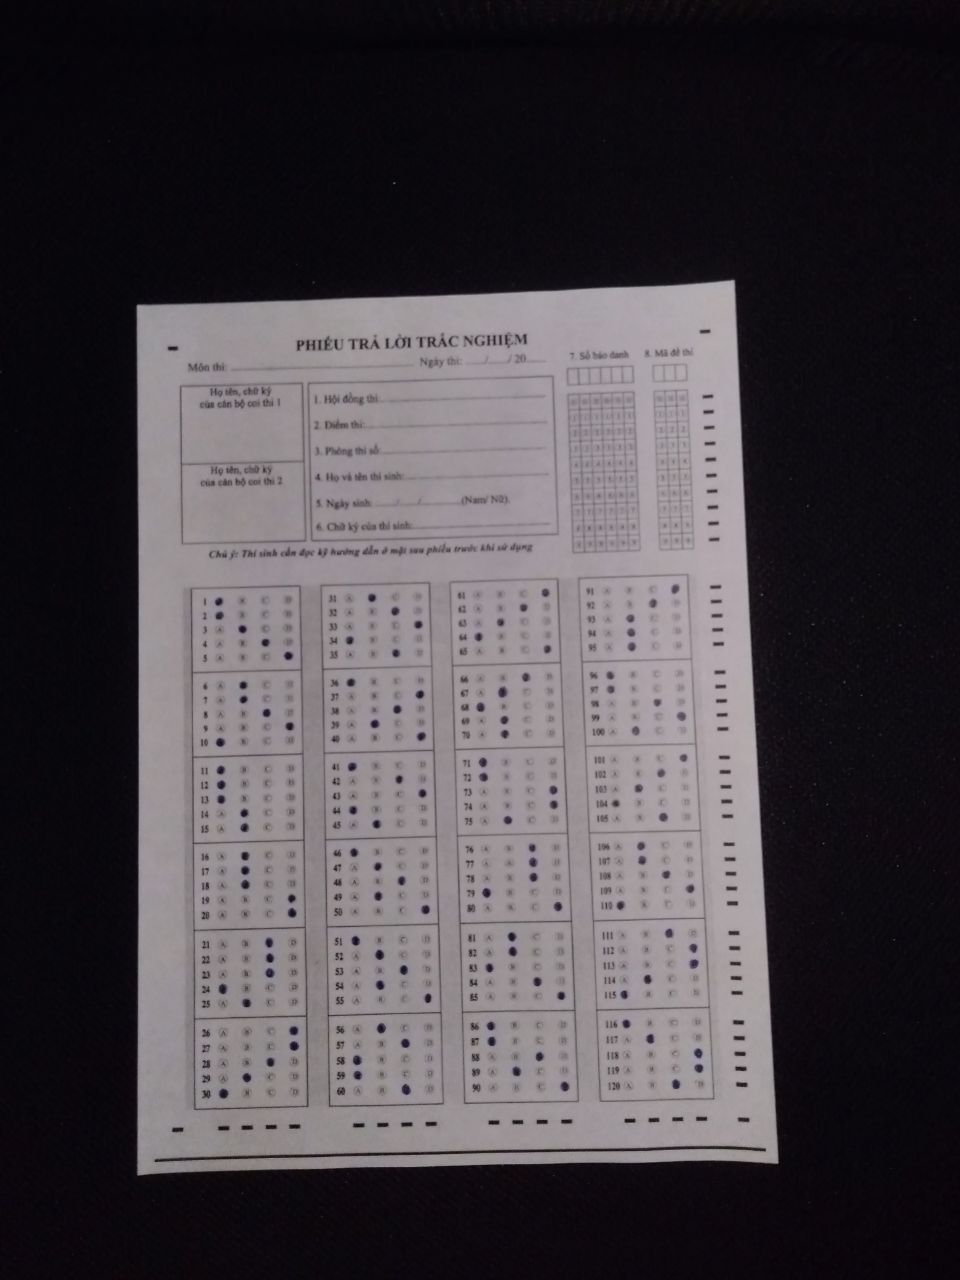 PHIẾU TRẢ LỜI TRẮC NGHIỆM
Môn thi: Ngày thi: ...../...../ 20.....
7. Số báo danh 8. Mã đề thi
Họ tên, chữ ký
của cán bộ coi thi 1
Họ tên, chữ ký
của cán bộ coi thi 2
1. Hội đồng thi:
2. Điểm thi:
3. Phòng thi số:
4. Họ và tên thí sinh:
5. Ngày sinh: / / (Nam/ Nữ).
6. Chữ ký của thí sinh:
Chú ý: Thí sinh cần đọc kỹ hướng dẫn ở mặt sau phiếu trước khi sử dụng
1 B C D
2 B C D
3 A C D
4 A B D
5 A B C
6 A C D
7 A C D
8 A B D
9 A B C
10 B C D
11 B C D
12 B C D
13 B C D
14 A C D
15 A C D
16 A C D
17 A C D
18 A C D
19 A B C
20 A B C
21 A B D
22 A B D
23 A B D
24 B C D
25 A C D
26 A B C
27 A B C
28 A B D
29 A C D
30 B C D
31 A C D
32 A B D
33 A B C
34 B C D
35 A B D
36 B C D
37 A B C
38 A B D
39 A C D
40 A B C
41 B C D
42 A B D
43 A B C
44 B C D
45 A C D
46 B C D
47 A C D
48 A B D
49 A C D
50 A B C
51 B C D
52 A C D
53 A B D
54 A C D
55 A B C
56 A C D
57 A B D
58 B C D
59 B C D
60 A B D
61 A B C
62 A B D
63 A C D
64 B C D
65 A B C
66 A B D
67 A C D
68 B C D
69 A C D
70 A C D
71 B C D
72 B C D
73 A B C
74 A B C
75 A C D
76 A B D
77 A B D
78 A B D
79 B C D
80 A B C
81 A C D
82 A C D
83 B C D
84 A B D
85 A B C
86 B C D
87 B C D
88 A B D
89 A C D
90 A B C
91 A B C
92 A B D
93 A C D
94 A C D
95 A C D
96 B C D
97 B C D
98 A B D
99 A B C
100 A C D
101 A B C
102 A B D
103 A C D
104 B C D
105 A B D
106 A C D
107 A C D
108 A B D
109 A B C
110 B C D
111 A B D
112 A B C
113 A B C
114 A C D
115 B C D
116 B C D
117 A C D
118 A B C
119 A B C
120 A B D